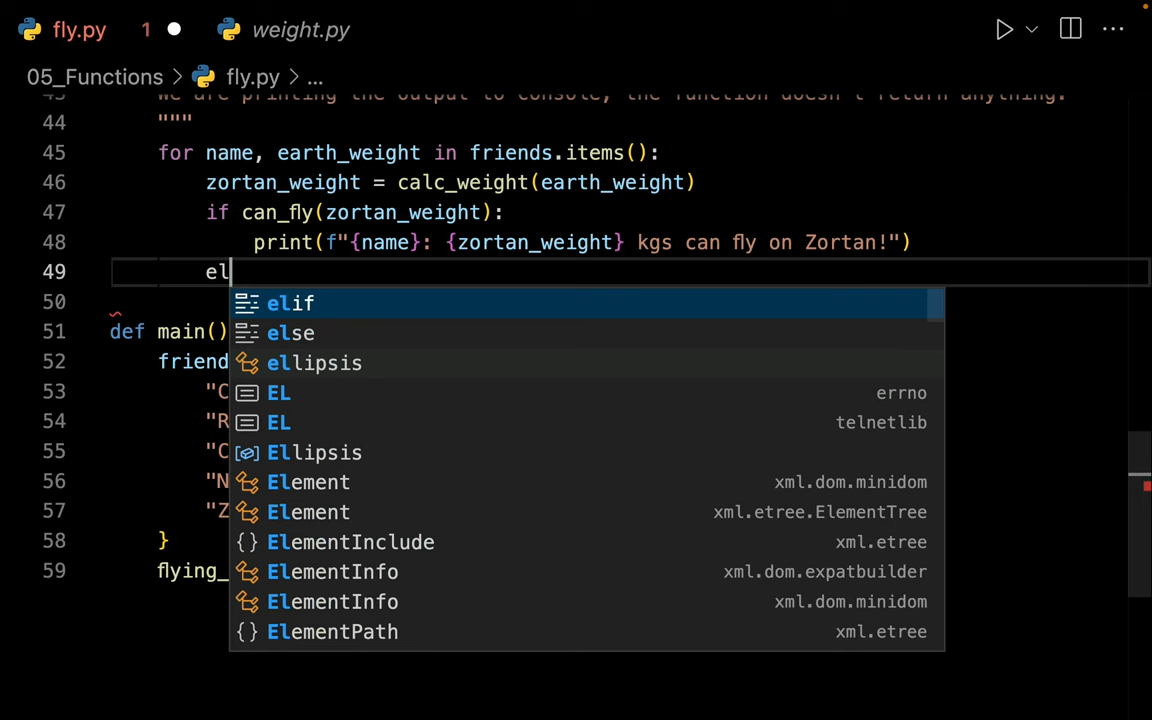 fly.py 1 weight.py
05_Functions > fly.py > ...
43 We are printing the output to console, the function doesn't return anything.
44 """
45 for name, earth_weight in friends.items():
46 zortan_weight = calc_weight(earth_weight)
47 if can_fly(zortan_weight):
48 print(f"{name}: {zortan_weight} kgs can fly on Zortan!")
49 el
50
51 def main()
52 friend
53 "C
54 "R
55 "C
56 "N
57 "Z
58 }
59 flying_
elif
else
ellipsis
EL errno
EL telnetlib
Ellipsis
Element xml.dom.minidom
Element xml.etree.ElementTree
ElementInclude xml.etree
ElementInfo xml.dom.expatbuilder
ElementInfo xml.dom.minidom
ElementPath xml.etree